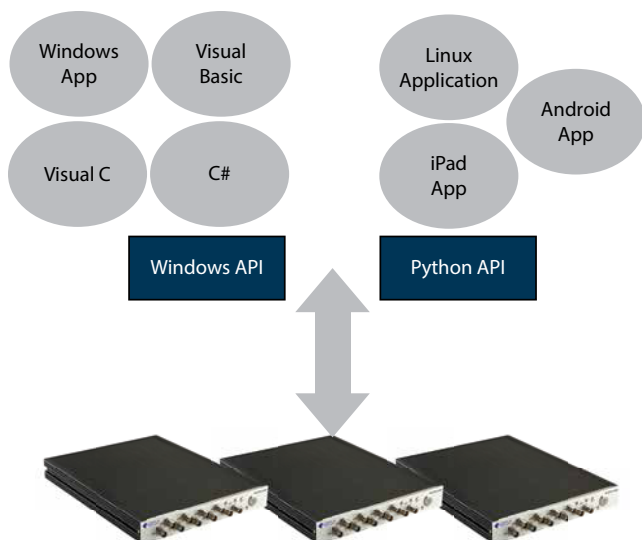 Windows
App
Visual
Basic
Visual C
C#
Windows API
Linux
Application
Android
App
iPad
App
Python API